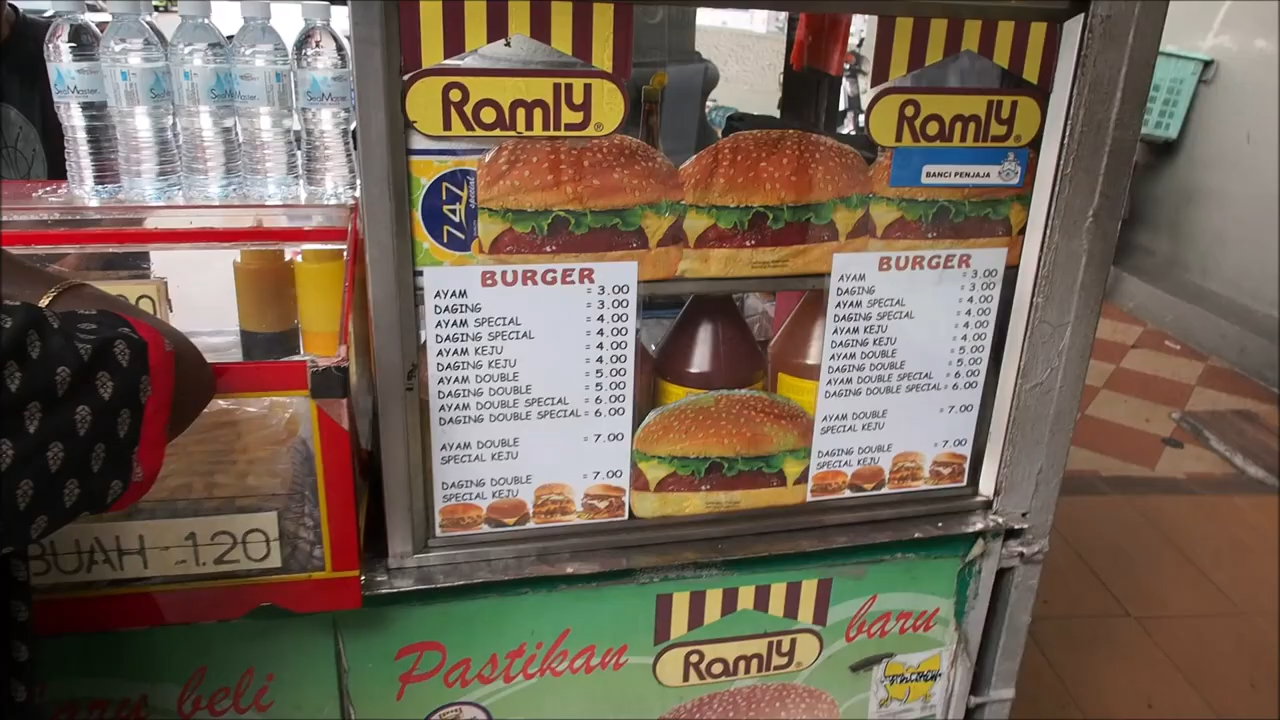 SeaMaster
SeaMaster
Ramly®
Ramly®
BANCI PENJAJA
747 special
BURGER
AYAM = 3.00
DAGING = 3.00
AYAM SPECIAL = 4.00
DAGING SPECIAL = 4.00
AYAM KEJU = 4.00
DAGING KEJU = 4.00
AYAM DOUBLE = 5.00
DAGING DOUBLE = 5.00
AYAM DOUBLE SPECIAL = 6.00
DAGING DOUBLE SPECIAL = 6.00
AYAM DOUBLE = 7.00
SPECIAL KEJU
DAGING DOUBLE = 7.00
SPECIAL KEJU
BURGER
AYAM = 3.00
DAGING = 3.00
AYAM SPECIAL = 4.00
DAGING SPECIAL = 4.00
AYAM KEJU = 4.00
DAGING KEJU = 4.00
AYAM DOUBLE = 5.00
DAGING DOUBLE = 5.00
AYAM DOUBLE SPECIAL = 6.00
DAGING DOUBLE SPECIAL = 6.00
AYAM DOUBLE = 7.00
SPECIAL KEJU
DAGING DOUBLE = 7.00
SPECIAL KEJU
BUAH -1.20
Pastikan Ramly® baru
beli